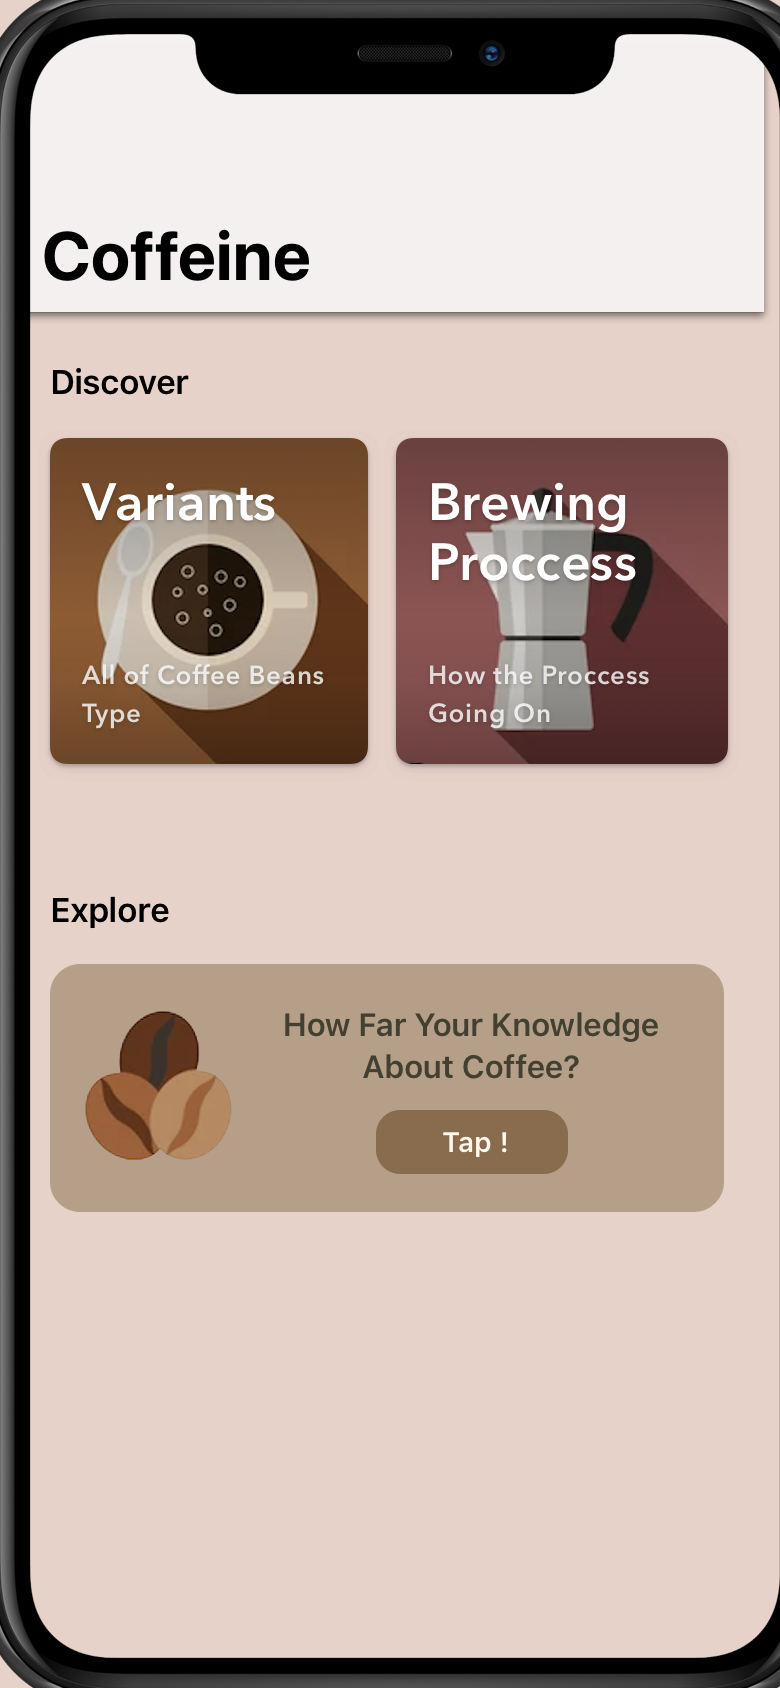 Coffeine
Discover
Variants
All of Coffee Beans
Type
Brewing
Proccess
How the Proccess
Going On
Explore
How Far Your Knowledge
About Coffee?
Tap !